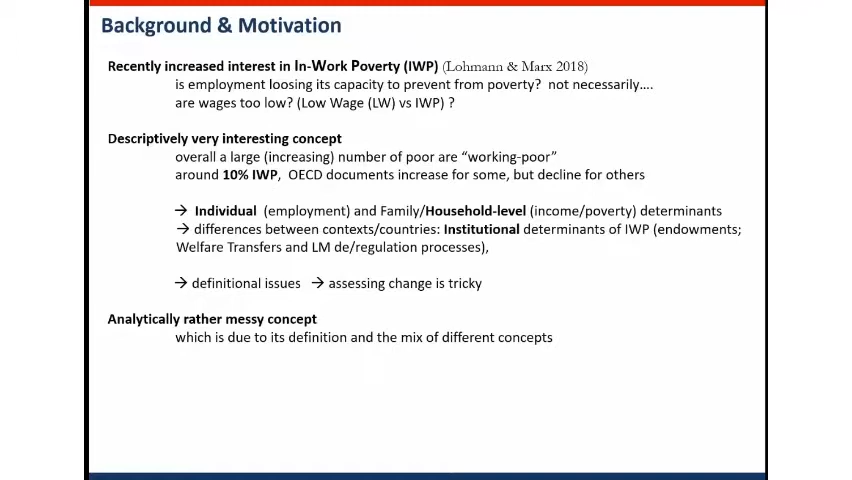 Background & Motivation
Recently increased interest in In-Work Poverty (IWP) (Lohmann & Marx 2018)
is employment loosing its capacity to prevent from poverty? not necessarily….
are wages too low? (Low Wage (LW) vs IWP) ?
Descriptively very interesting concept
overall a large (increasing) number of poor are “working-poor”
around 10% IWP, OECD documents increase for some, but decline for others
→ Individual (employment) and Family/Household-level (income/poverty) determinants
→ differences between contexts/countries: Institutional determinants of IWP (endowments;
Welfare Transfers and LM de/regulation processes),
→ definitional issues → assessing change is tricky
Analytically rather messy concept
which is due to its definition and the mix of different concepts